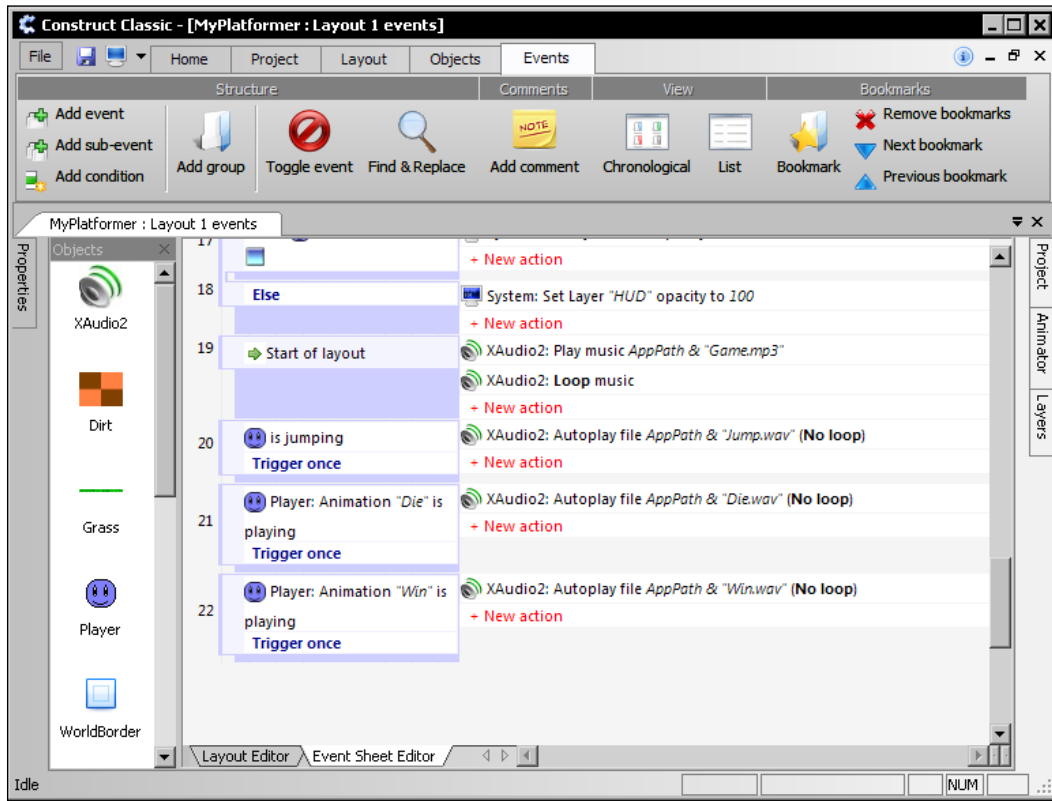 Construct Classic - [MyPlatformer : Layout 1 events]
File Home Project Layout Objects Events
Structure Comments View Bookmarks
Add event
Add sub-event
Add condition
Add group
Toggle event
Find & Replace
NOTE
Add comment
Chronological
List
Bookmark
Remove bookmarks
Next bookmark
Previous bookmark
MyPlatformer : Layout 1 events
Properties
Objects
XAudio2
Dirt
Grass
Player
WorldBorder
17
+ New action
18 Else System: Set Layer "HUD" opacity to 100
+ New action
19 Start of layout XAudio2: Play music AppPath & "Game.mp3"
XAudio2: Loop music
+ New action
20 is jumping XAudio2: Autoplay file AppPath & "Jump.wav" (No loop)
Trigger once + New action
21 Player: Animation "Die" is playing XAudio2: Autoplay file AppPath & "Die.wav" (No loop)
+ New action
Trigger once
22 Player: Animation "Win" is playing XAudio2: Autoplay file AppPath & "Win.wav" (No loop)
+ New action
Trigger once
Project
Animator
Layers
Layout Editor Event Sheet Editor
Idle NUM